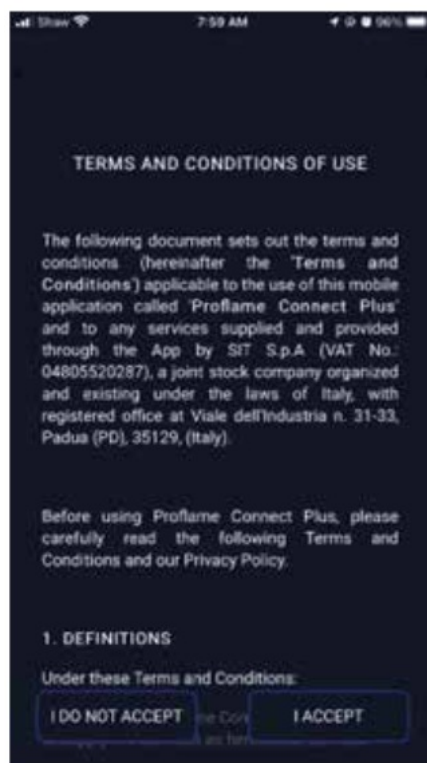 Shaw 7:59 AM 96%
TERMS AND CONDITIONS OF USE
The following document sets out the terms and
conditions (hereinafter the 'Terms and
Conditions') applicable to the use of this mobile
application called 'Proflame Connect Plus'
and to any services supplied and provided
through the App by SIT S.p.A (VAT No.:
04805520287), a joint stock company organized
and existing under the laws of Italy, with
registered office at Viale dell'Industria n. 31-33,
Padua (PD), 35129, (Italy).
Before using Proflame Connect Plus, please
carefully read the following Terms and
Conditions and our Privacy Policy.
1. DEFINITIONS
Under these Terms and Conditions:
I DO NOT ACCEPT I ACCEPT